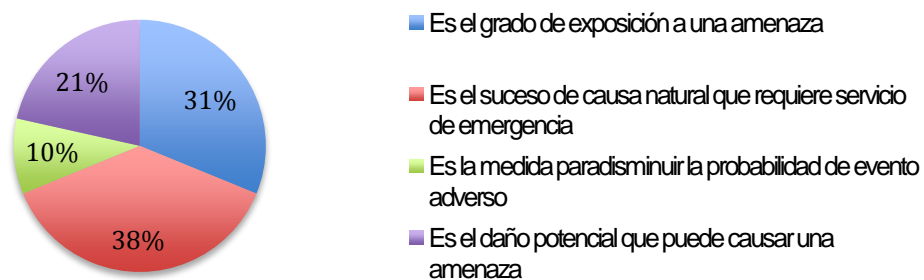 31%
38%
10%
21%
Es el grado de exposición a una amenaza
Es el suceso de causa natural que requiere servicio
de emergencia
Es la medida paradisminuir la probabilidad de evento
adverso
Es el daño potencial que puede causar una
amenaza